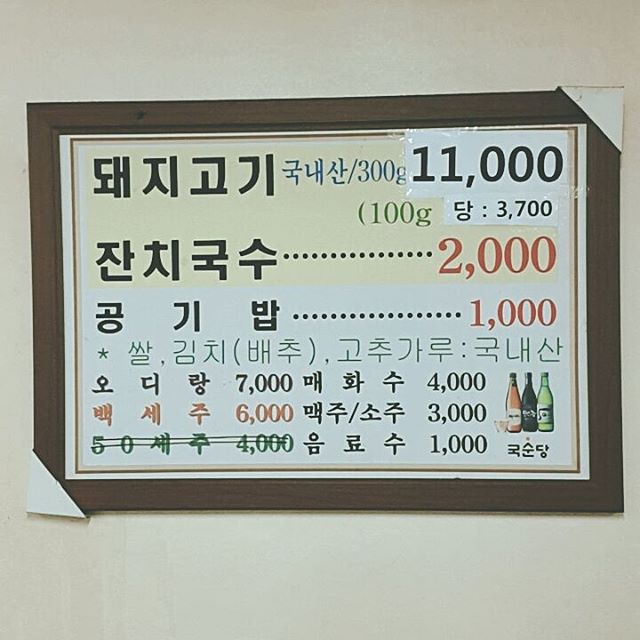 돼지고기 국내산/300g 11,000
(100g 당 : 3,700
잔치국수················2,000
공 기 밥··················1,000
* 쌀,김치(배추),고추가루:국내산
오 디 랑 7,000 매 화 수 4,000
백 세 주 6,000 맥주/소주 3,000
5 0 세 주 4,000 음 료 수 1,000
국순당